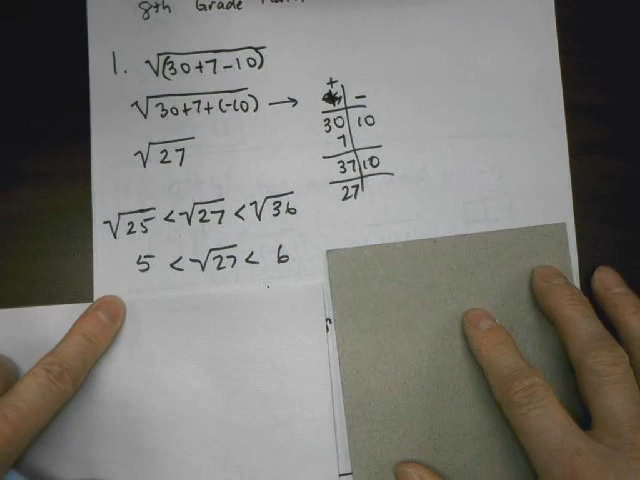 8th Grade Math
1. √(30+7-10)
√30+7+(-10) →
√27
√25 < √27 < √36
5 < √27 < 6
+ | -
30 | 10
7
37 | 10
27